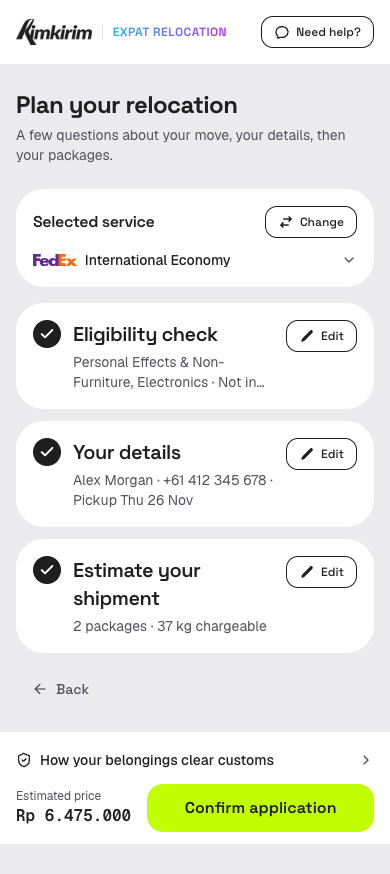 Kimkirim EXPAT RELOCATION Need help?
Plan your relocation
A few questions about your move, your details, then
your packages.
Selected service Change
FedEx International Economy
Eligibility check Edit
Personal Effects & Non-
Furniture, Electronics · Not in...
Your details Edit
Alex Morgan · +61 412 345 678 ·
Pickup Thu 26 Nov
Estimate your Edit
shipment
2 packages · 37 kg chargeable
Back
How your belongings clear customs
Estimated price
Rp 6.475.000
Confirm application